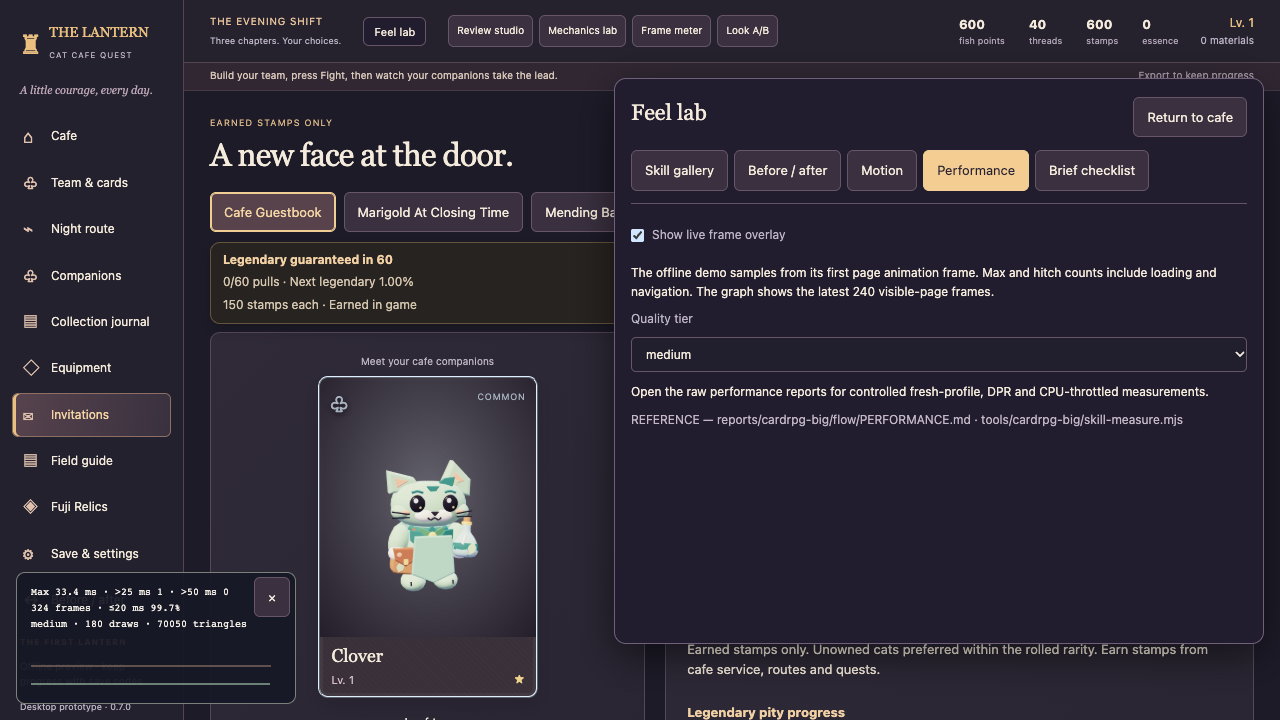 THE LANTERN
CAT CAFE QUEST
A little courage, every day.
Cafe
Team & cards
Night route
Companions
Collection journal
Equipment
Invitations
Field guide
Fuji Relics
Save & settings
Max 33.4 ms · >25 ms 1 · >50 ms 0
324 frames · ≤20 ms 99.7%
medium · 180 draws · 70050 triangles
×
THE FIRST LANTERN
Desktop prototype · 0.7.0
THE EVENING SHIFT
Three chapters. Your choices.
Feel lab
Review studio
Mechanics lab
Frame meter
Look A/B
600
fish points
40
threads
600
stamps
0
essence
Lv. 1
0 materials
Build your team, press Fight, then watch your companions take the lead.
Export to keep progress
EARNED STAMPS ONLY
A new face at the door.
Cafe Guestbook
Marigold At Closing Time
Mending Ba
Legendary guaranteed in 60
0/60 pulls · Next legendary 1.00%
150 stamps each · Earned in game
Meet your cafe companions
COMMON
Clover
Lv. 1
Feel lab
Return to cafe
Skill gallery
Before / after
Motion
Performance
Brief checklist
Show live frame overlay
The offline demo samples from its first page animation frame. Max and hitch counts include loading and
navigation. The graph shows the latest 240 visible-page frames.
Quality tier
medium
Open the raw performance reports for controlled fresh-profile, DPR and CPU-throttled measurements.
REFERENCE — reports/cardrpg-big/flow/PERFORMANCE.md · tools/cardrpg-big/skill-measure.mjs
Earned stamps only. Unowned cats preferred within the rolled rarity. Earn stamps from
cafe service, routes and quests.
Legendary pity progress